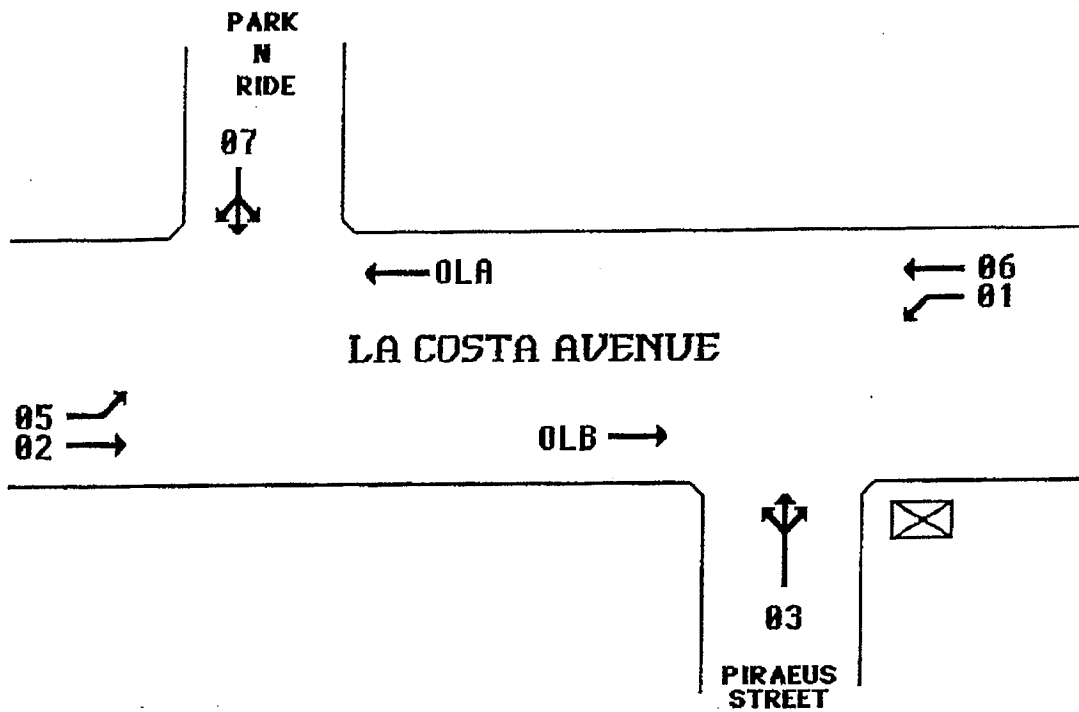 PARK
N
RIDE
07
OLA
06
01
LA COSTA AVENUE
05
02
OLB
03
PIRAEUS
STREET